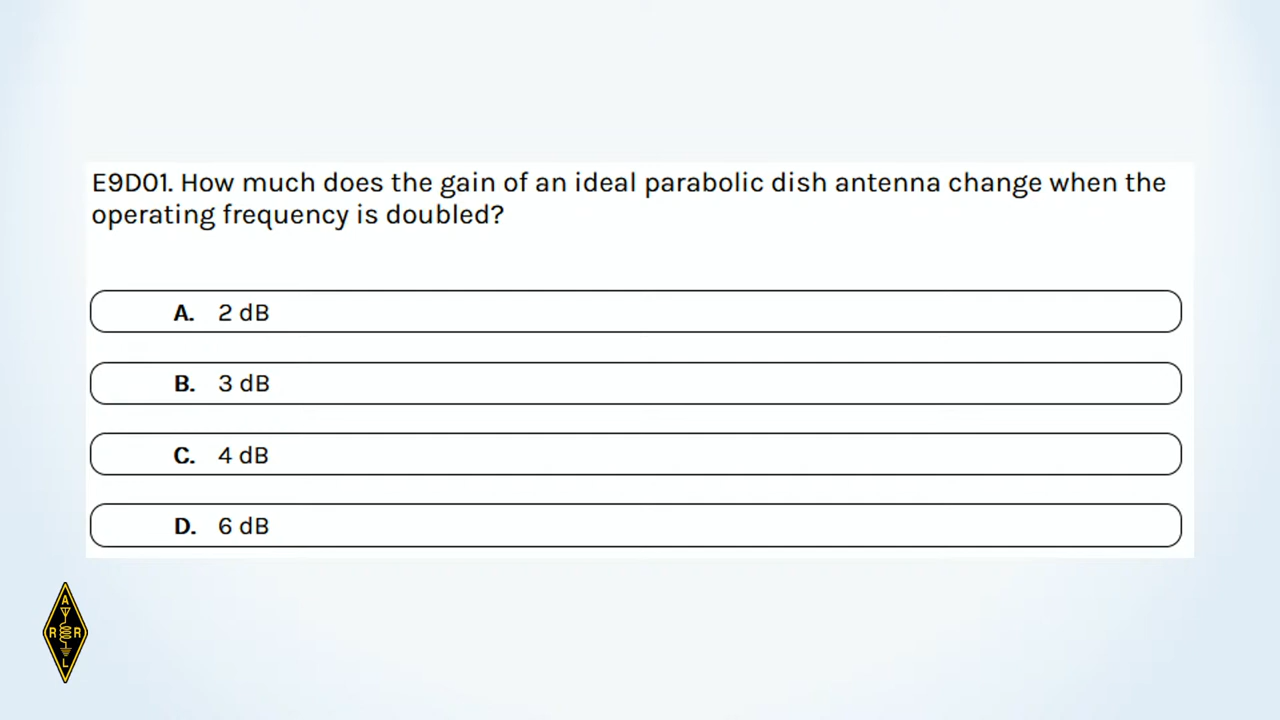 E9D01. How much does the gain of an ideal parabolic dish antenna change when the
operating frequency is doubled?
A. 2 dB
B. 3 dB
C. 4 dB
D. 6 dB
A
R R
L